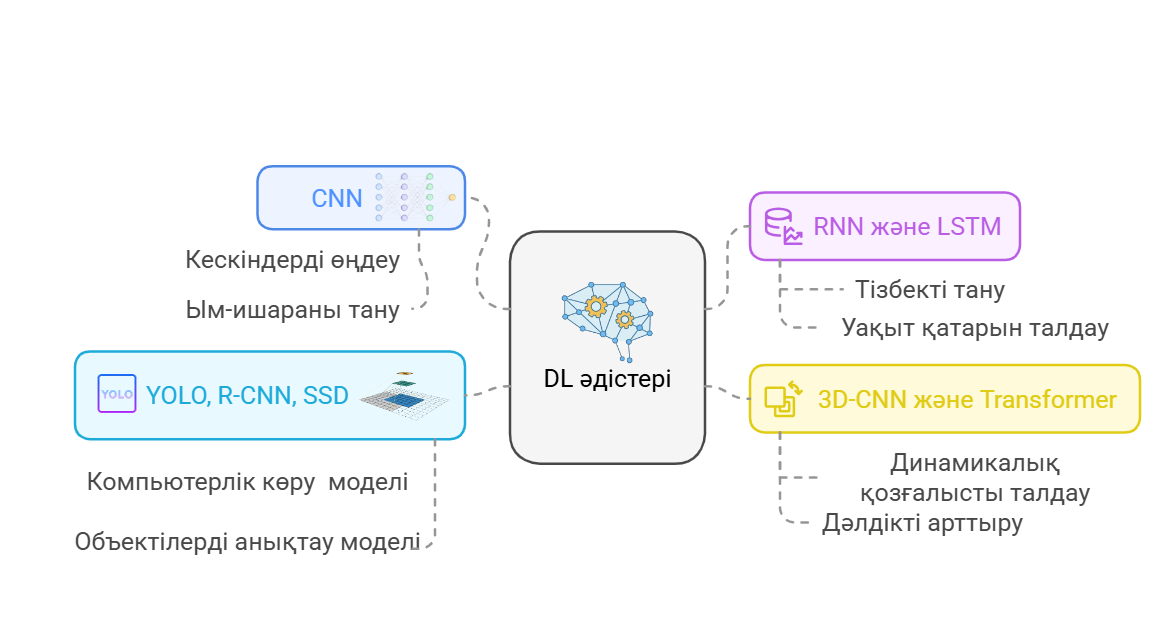 CNN
Кескіндерді өңдеу
Ым-ишараны тану
YOLO
YOLO, R-CNN, SSD
Компьютерлік көру моделі
Объектілерді анықтау моделі
DL әдістері
RNN және LSTM
Тізбекті тану
Уақыт қатарын талдау
3D-CNN және Transformer
Динамикалық
қозғалысты талдау
Дәлдікті арттыру